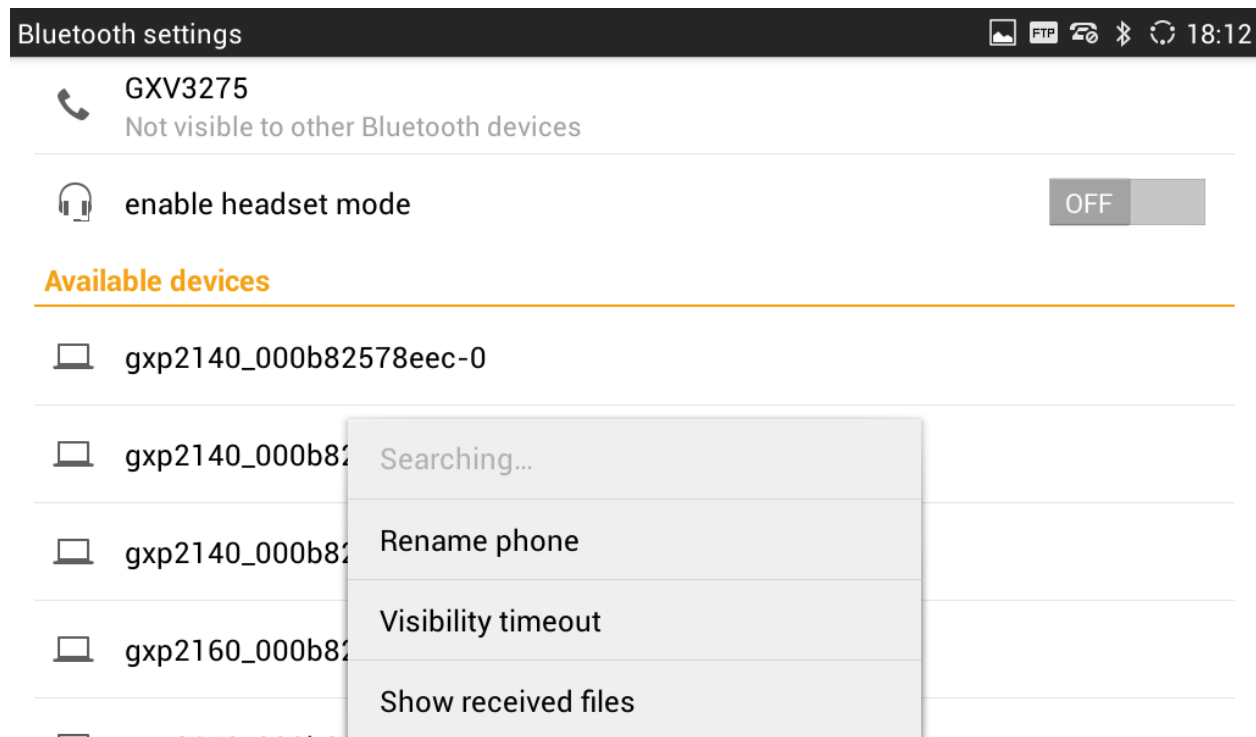 Bluetooth settings
FTP
18:12
GXV3275
Not visible to other Bluetooth devices
enable headset mode
OFF
Available devices
gxp2140_000b82578eec-0
gxp2140_000b82
Searching...
gxp2140_000b82
Rename phone
Visibility timeout
gxp2160_000b82
Show received files